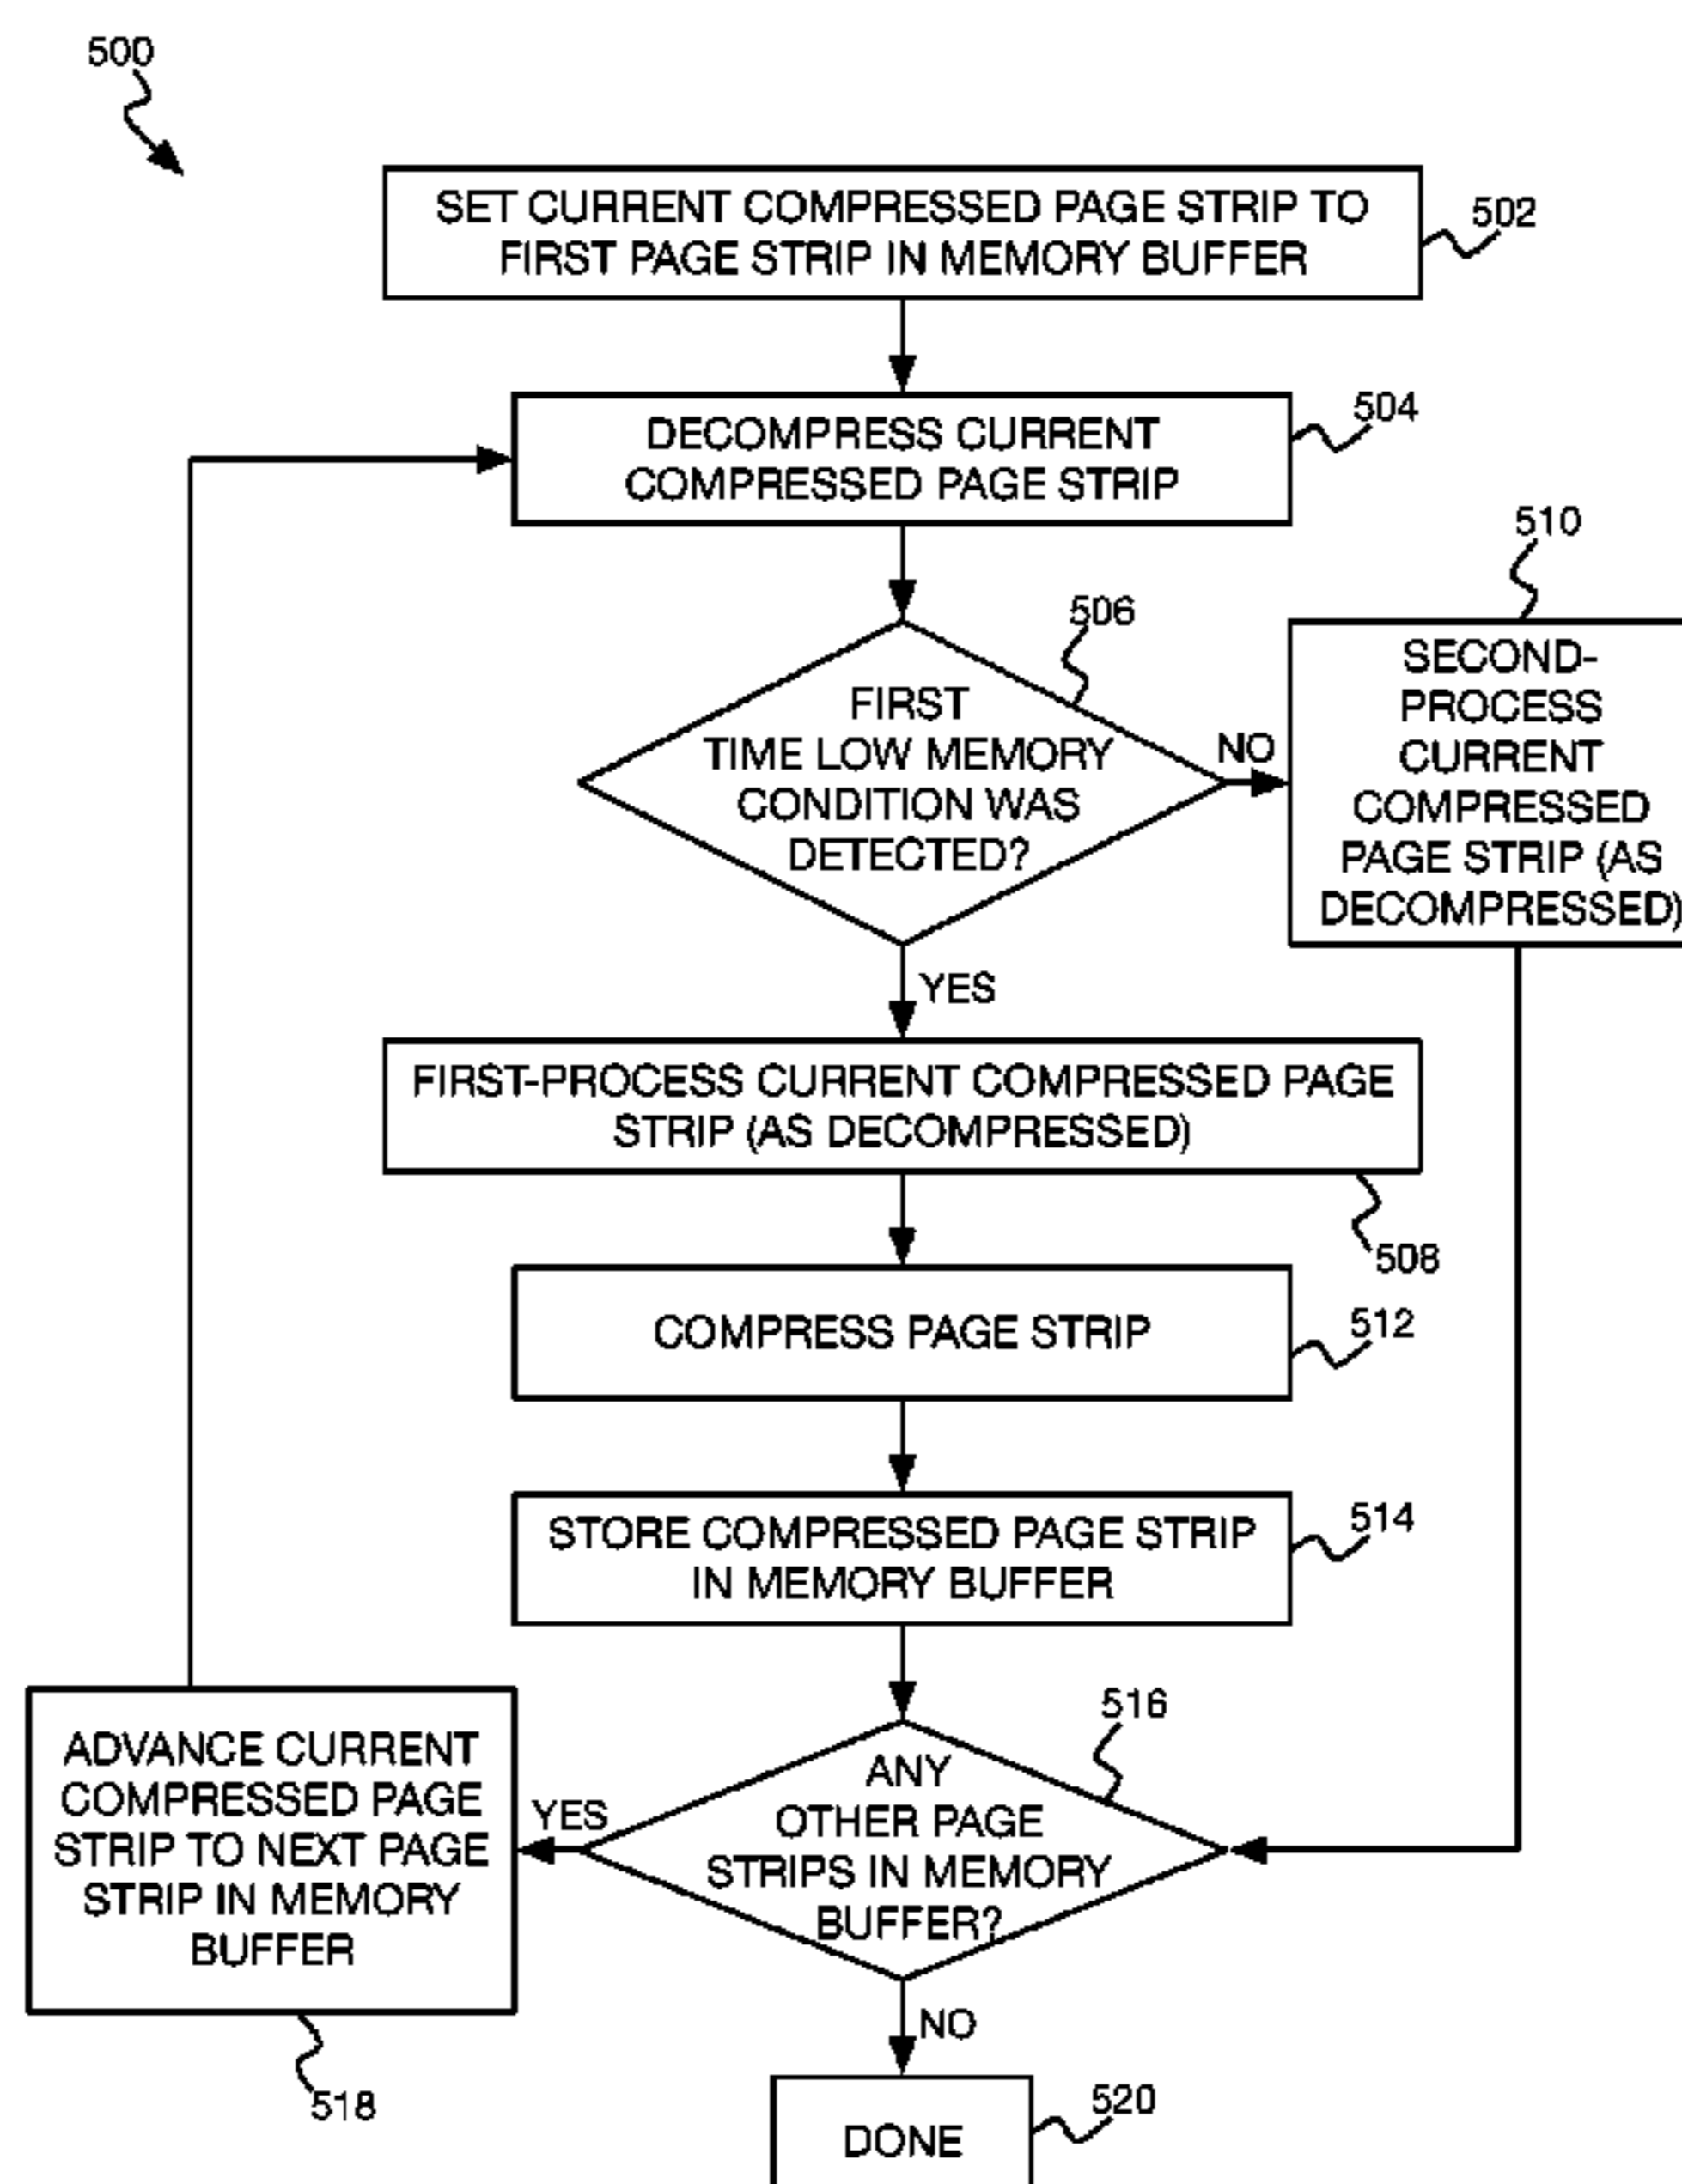 500
SET CURRENT COMPRESSED PAGE STRIP TO
FIRST PAGE STRIP IN MEMORY BUFFER
502
DECOMPRESS CURRENT
COMPRESSED PAGE STRIP
504
FIRST
TIME LOW MEMORY
CONDITION WAS
DETECTED?
506
NO
510
SECOND-
PROCESS
CURRENT
COMPRESSED
PAGE STRIP (AS
DECOMPRESSED)
YES
FIRST-PROCESS CURRENT COMPRESSED PAGE
STRIP (AS DECOMPRESSED)
508
COMPRESS PAGE STRIP
512
STORE COMPRESSED PAGE STRIP
IN MEMORY BUFFER
514
ANY
OTHER PAGE
STRIPS IN MEMORY
BUFFER?
516
YES
ADVANCE CURRENT
COMPRESSED PAGE
STRIP TO NEXT PAGE
STRIP IN MEMORY
BUFFER
518
NO
DONE
520